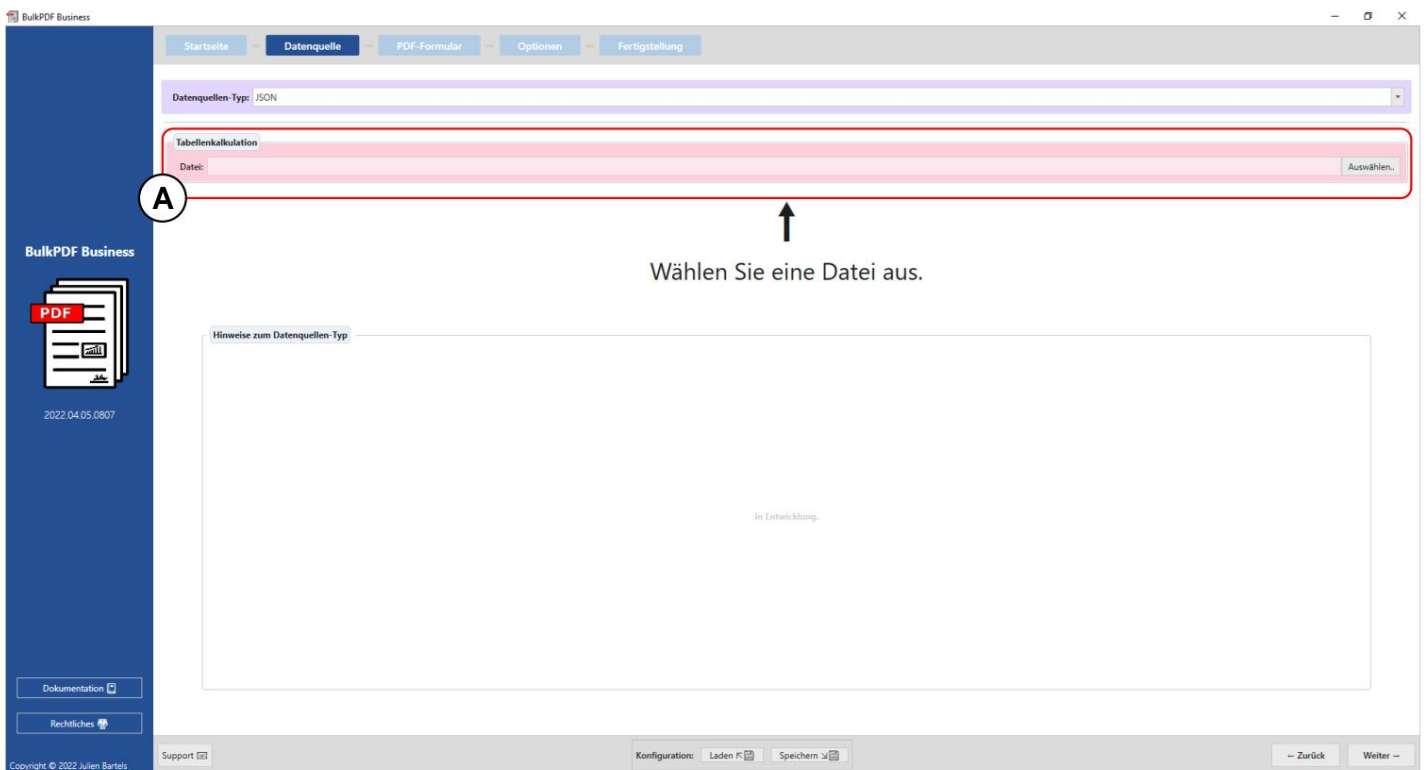 BulkPDF Business
Startseite Datenquelle PDF-Formular Optionen Fertigstellung
Datenquellen-Typ: JSON
Tabellenkalkulation
Datei: Auswählen..
A
Wählen Sie eine Datei aus.
BulkPDF Business
PDF
2022.04.05.0807
Hinweise zum Datenquellen-Typ
In Entwicklung.
Dokumentation
Rechtliches
Copyright © 2022 Julien Bartels
Support
Konfiguration: Laden Speichern
← Zurück Weiter →